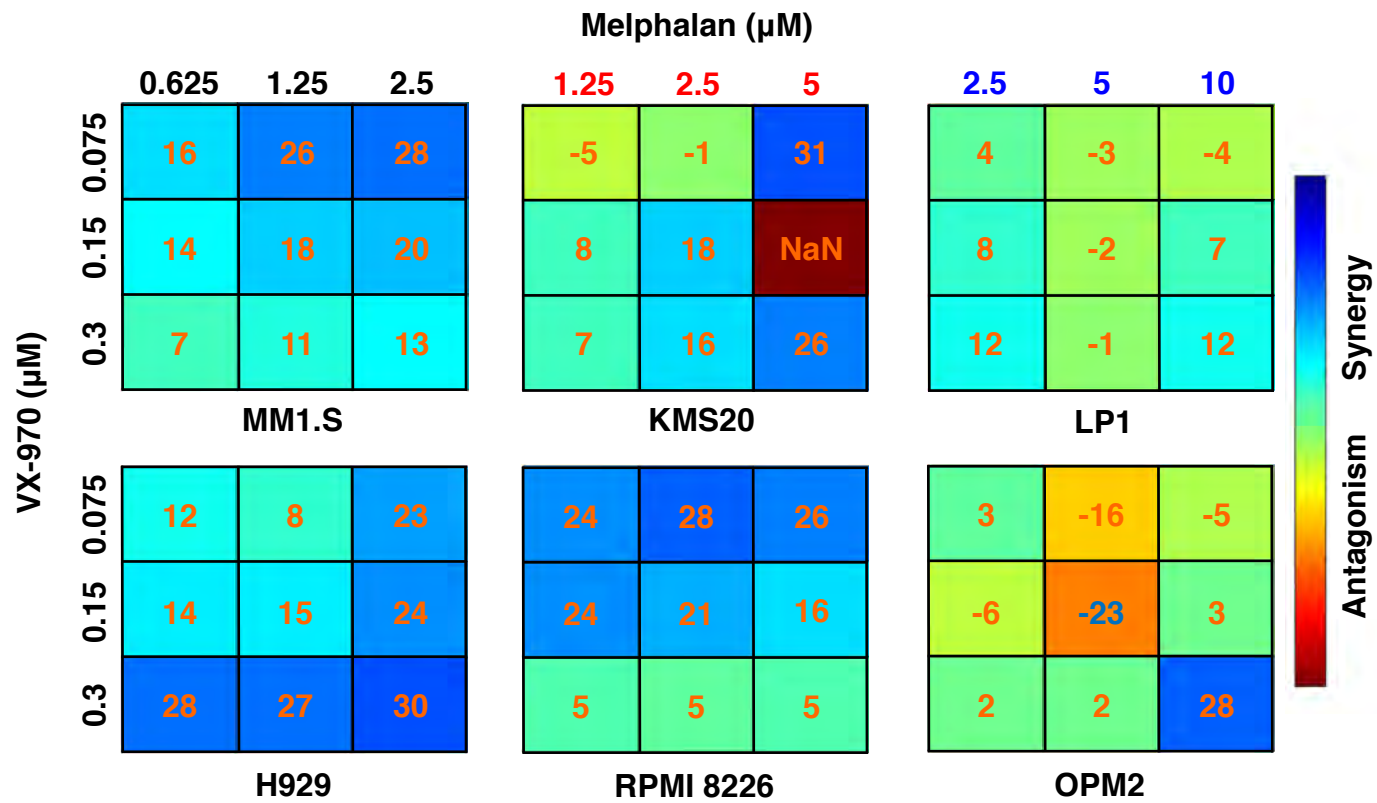 Melphalan (µM)
0.625 1.25 2.5 1.25 2.5 5 2.5 5 10
VX-970 (µM)
0.075 16 26 28 -5 -1 31 4 -3 -4
0.15 14 18 20 8 18 NaN 8 -2 7
0.3 7 11 13 7 16 26 12 -1 12
MM1.S KMS20 LP1
0.075 12 8 23 24 28 26 3 -16 -5
0.15 14 15 24 24 21 16 -6 -23 3
0.3 28 27 30 5 5 5 2 2 28
H929 RPMI 8226 OPM2
Synergy
Antagonism